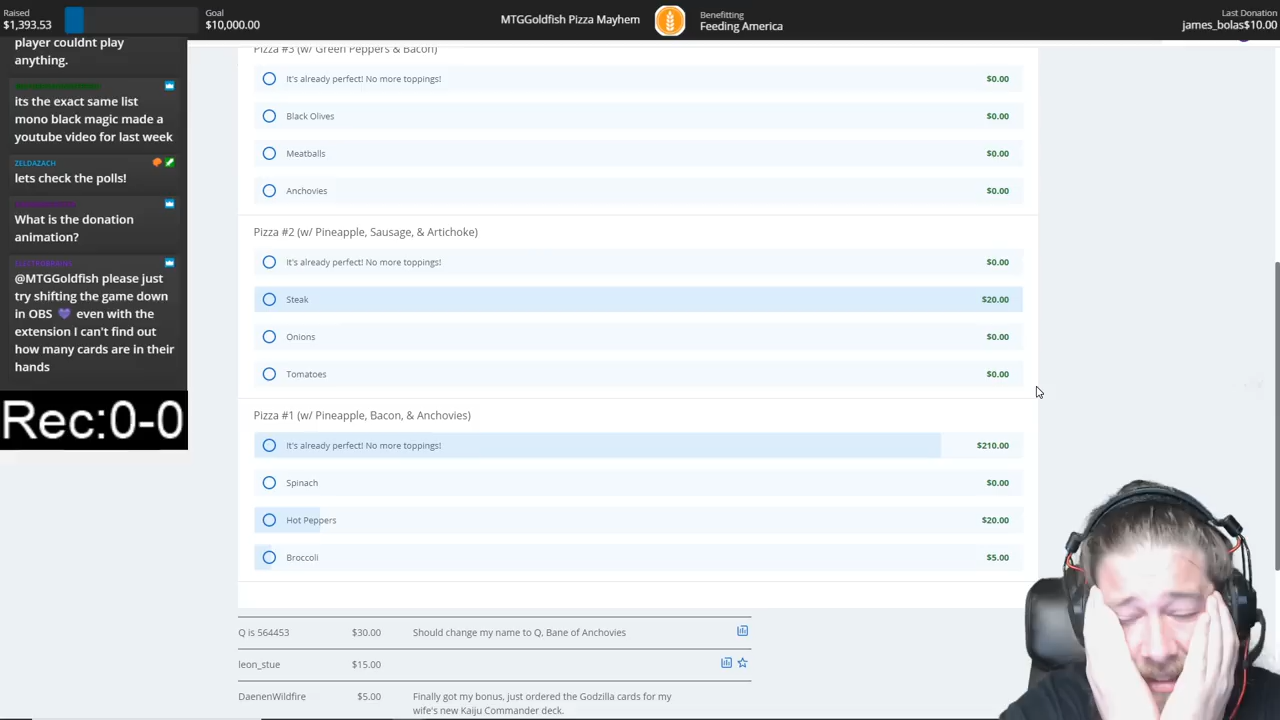 Raised
$1,393.53
Goal
$10,000.00
MTGGoldfish Pizza Mayhem
Benefitting
Feeding America
Last Donation
james_bolas$10.00
player couldnt play
anything.
its the exact same list
mono black magic made a
youtube video for last week
ZELDAZACH
lets check the polls!
What is the donation
animation?
@MTGGoldfish please just
try shifting the game down
in OBS 💜 even with the
extension I can't find out
how many cards are in their
hands
Rec:0-0
Pizza #3 (w/ Green Peppers & Bacon)
It's already perfect! No more toppings! $0.00
Black Olives $0.00
Meatballs $0.00
Anchovies $0.00
Pizza #2 (w/ Pineapple, Sausage, & Artichoke)
It's already perfect! No more toppings! $0.00
Steak $20.00
Onions $0.00
Tomatoes $0.00
Pizza #1 (w/ Pineapple, Bacon, & Anchovies)
It's already perfect! No more toppings! $210.00
Spinach $0.00
Hot Peppers $20.00
Broccoli $5.00
Q is 564453 $30.00 Should change my name to Q, Bane of Anchovies
leon_stue $15.00
DaenenWildfire $5.00 Finally got my bonus, just ordered the Godzilla cards for my
wife's new Kaiju Commander deck.